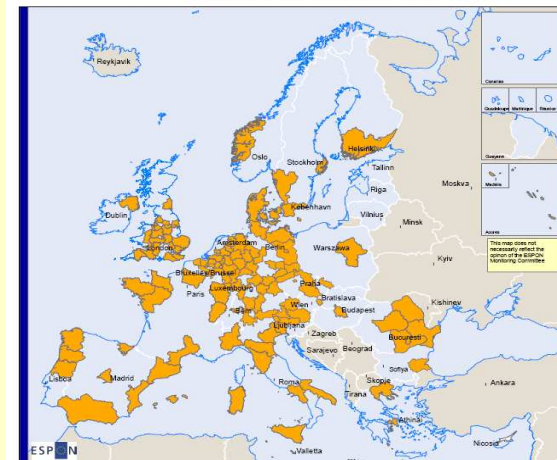 Reykjavik
Canarias
Guadeloupe Martinique Réunion
Guyane
Madeira
Azores
This map does not
necessarily reflect the
opinion of the ESPON
Monitoring Committee
Oslo
Helsinki
Stockholm
Tallinn
Riga
Moskva
Dublin
København
Vilnius
Minsk
London
Amsterdam
Berlin
Warszawa
Kyiv
Bruxelles/Brussel
Luxembourg
Praha
Paris
Wien
Bratislava
Kishinev
Bern
Budapest
Ljubljana
Zagreb
Bucuresti
Sarajevo
Beograd
Sofiya
Roma
Skopje
Tirana
Lisboa
Madrid
Ankara
Athina
Valletta
Nicosia
ESPON